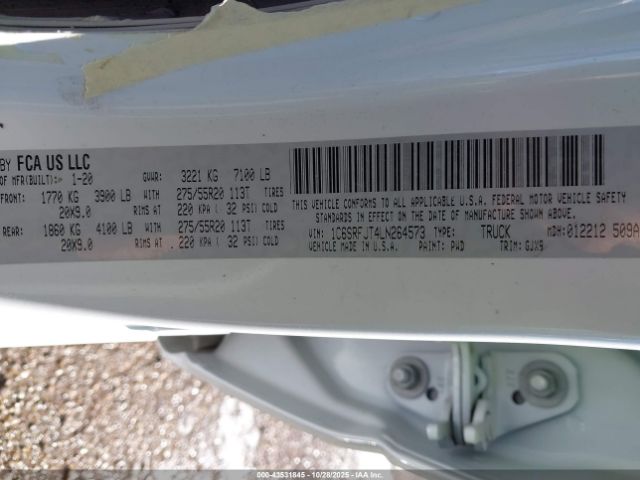 BY FCA US LLC
OF MFR(BUILT): 1-20 GVWR: 3221 KG 7100 LB
FRONT: 1770 KG 3900 LB WITH 275/55R20 113T TIRES
20X9.0 RIMS AT 220 KPA ( 32 PSI) COLD
REAR: 1860 KG 4100 LB WITH 275/55R20 113T TIRES
20X9.0 RIMS AT 220 KPA ( 32 PSI) COLD
THIS VEHICLE CONFORMS TO ALL APPLICABLE U.S.A. FEDERAL MOTOR VEHICLE SAFETY
STANDARDS IN EFFECT ON THE DATE OF MANUFACTURE SHOWN ABOVE.
VIN: 1C6SRFJT4LN264573 TYPE: TRUCK MDH: 012212 509A
VEHICLE MADE IN U.S.A. PAINT: PWD TRIM: GJX9
© 43531845 | 10/28/2025 | IAA Holdings, LLC